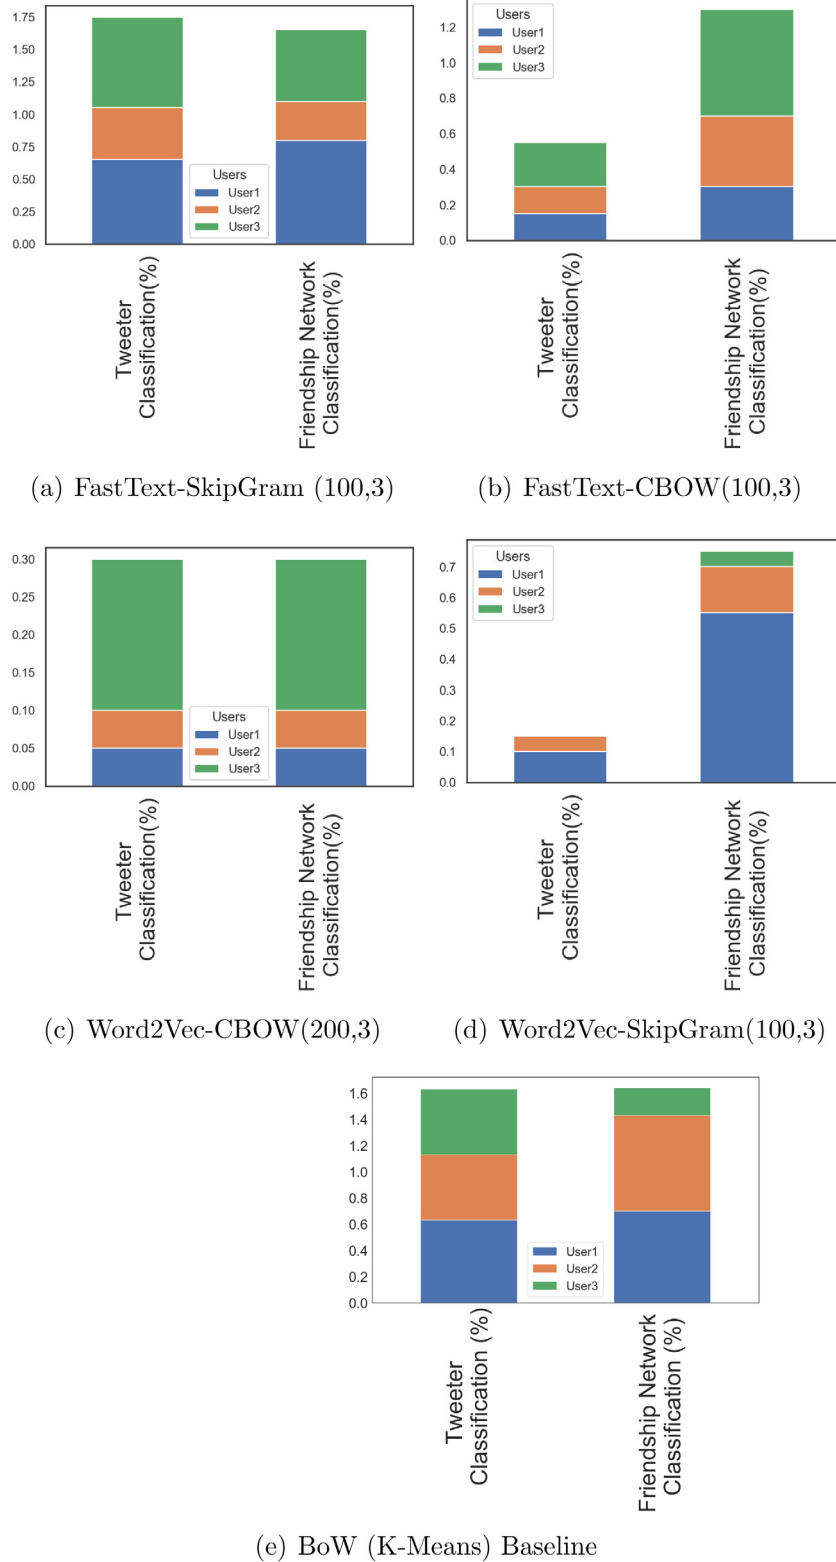 1.75
1.50
1.25
1.00
0.75
0.50
0.25
0.00
Users
User1
User2
User3
Tweeter
Classification(%)
Friendship Network
Classification(%)
(a) FastText-SkipGram (100,3)
1.2
1.0
0.8
0.6
0.4
0.2
0.0
Users
User1
User2
User3
Tweeter
Classification(%)
Friendship Network
Classification(%)
(b) FastText-CBOW(100,3)
0.30
0.25
0.20
0.15
0.10
0.05
0.00
Users
User1
User2
User3
Tweeter
Classification(%)
Friendship Network
Classification(%)
(c) Word2Vec-CBOW(200,3)
0.7
0.6
0.5
0.4
0.3
0.2
0.1
0.0
Users
User1
User2
User3
Tweeter
Classification(%)
Friendship Network
Classification(%)
(d) Word2Vec-SkipGram(100,3)
1.6
1.4
1.2
1.0
0.8
0.6
0.4
0.2
0.0
User1
User2
User3
Tweeter
Classification (%)
Friendship Network
Classification (%)
(e) BoW (K-Means) Baseline